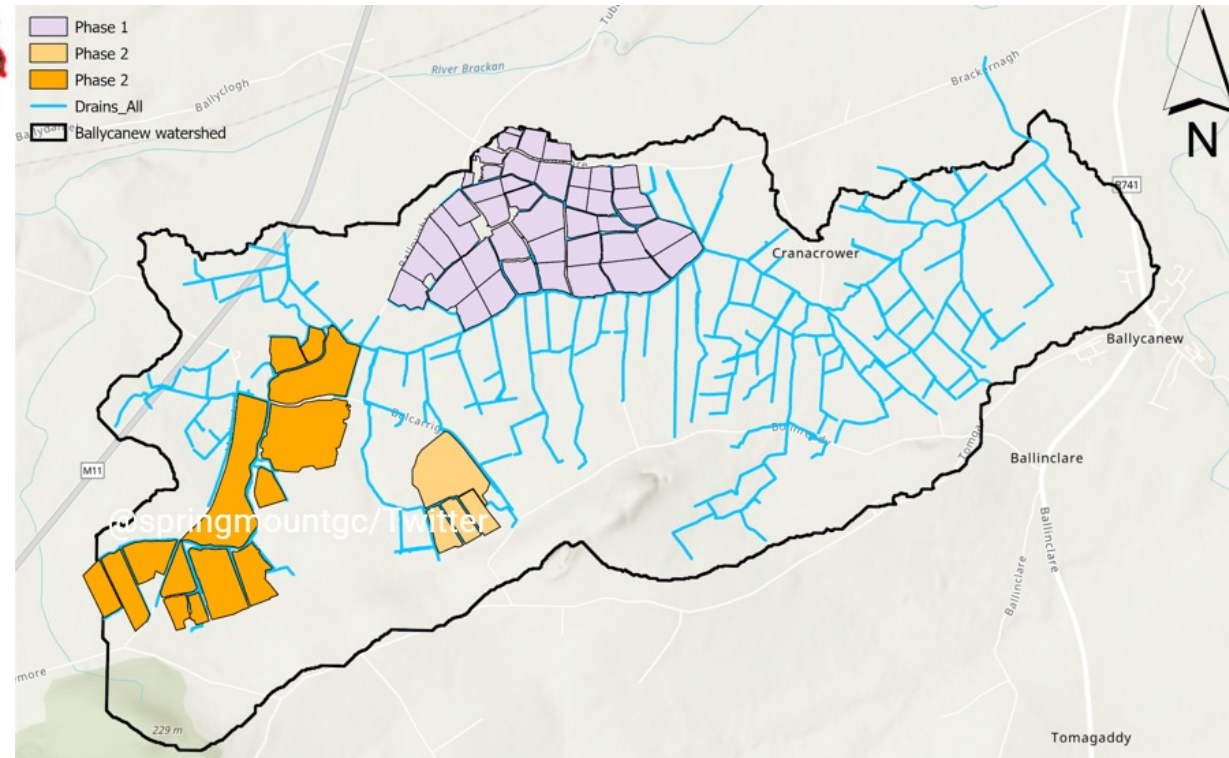 Phase 1
Phase 2
Phase 2
Drains_All
Ballycanew watershed
River Brackan
Ballyclogh
Brackernagh
N
R741
Cranacrower
Ballycanew
M11
Ballinclare
@springmountgc/Twitter
Ballinclare
Ballinclare
229 m
Tomagaddy